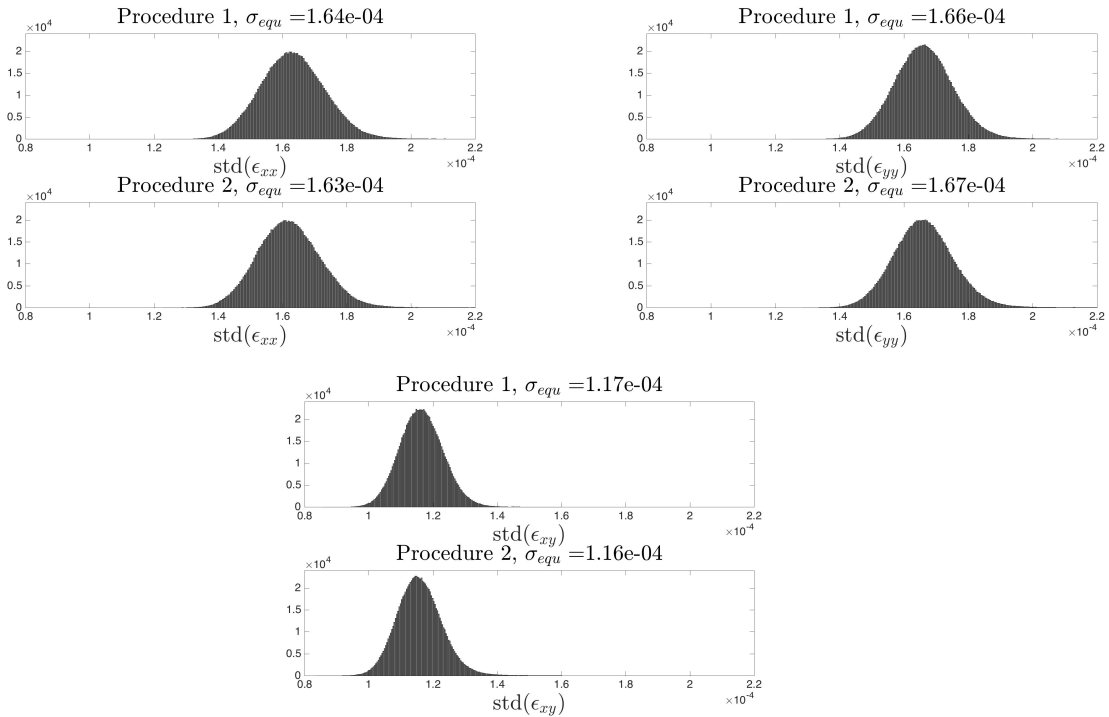 Procedure 1, σ_equ =1.64e-04
×10^4
2
1.5
1
0.5
0
0.8 1 1.2 1.4 1.6 1.8 2 2.2
×10^-4
std(ϵ_xx)
Procedure 2, σ_equ =1.63e-04
×10^4
2
1.5
1
0.5
0
0.8 1 1.2 1.4 1.6 1.8 2 2.2
×10^-4
std(ϵ_xx)
Procedure 1, σ_equ =1.66e-04
×10^4
2
1.5
1
0.5
0
0.8 1 1.2 1.4 1.6 1.8 2 2.2
×10^-4
std(ϵ_yy)
Procedure 2, σ_equ =1.67e-04
×10^4
2
1.5
1
0.5
0
0.8 1 1.2 1.4 1.6 1.8 2 2.2
×10^-4
std(ϵ_yy)
Procedure 1, σ_equ =1.17e-04
×10^4
2
1.5
1
0.5
0
0.8 1 1.2 1.4 1.6 1.8 2 2.2
×10^-4
std(ϵ_xy)
Procedure 2, σ_equ =1.16e-04
×10^4
2
1.5
1
0.5
0
0.8 1 1.2 1.4 1.6 1.8 2 2.2
×10^-4
std(ϵ_xy)